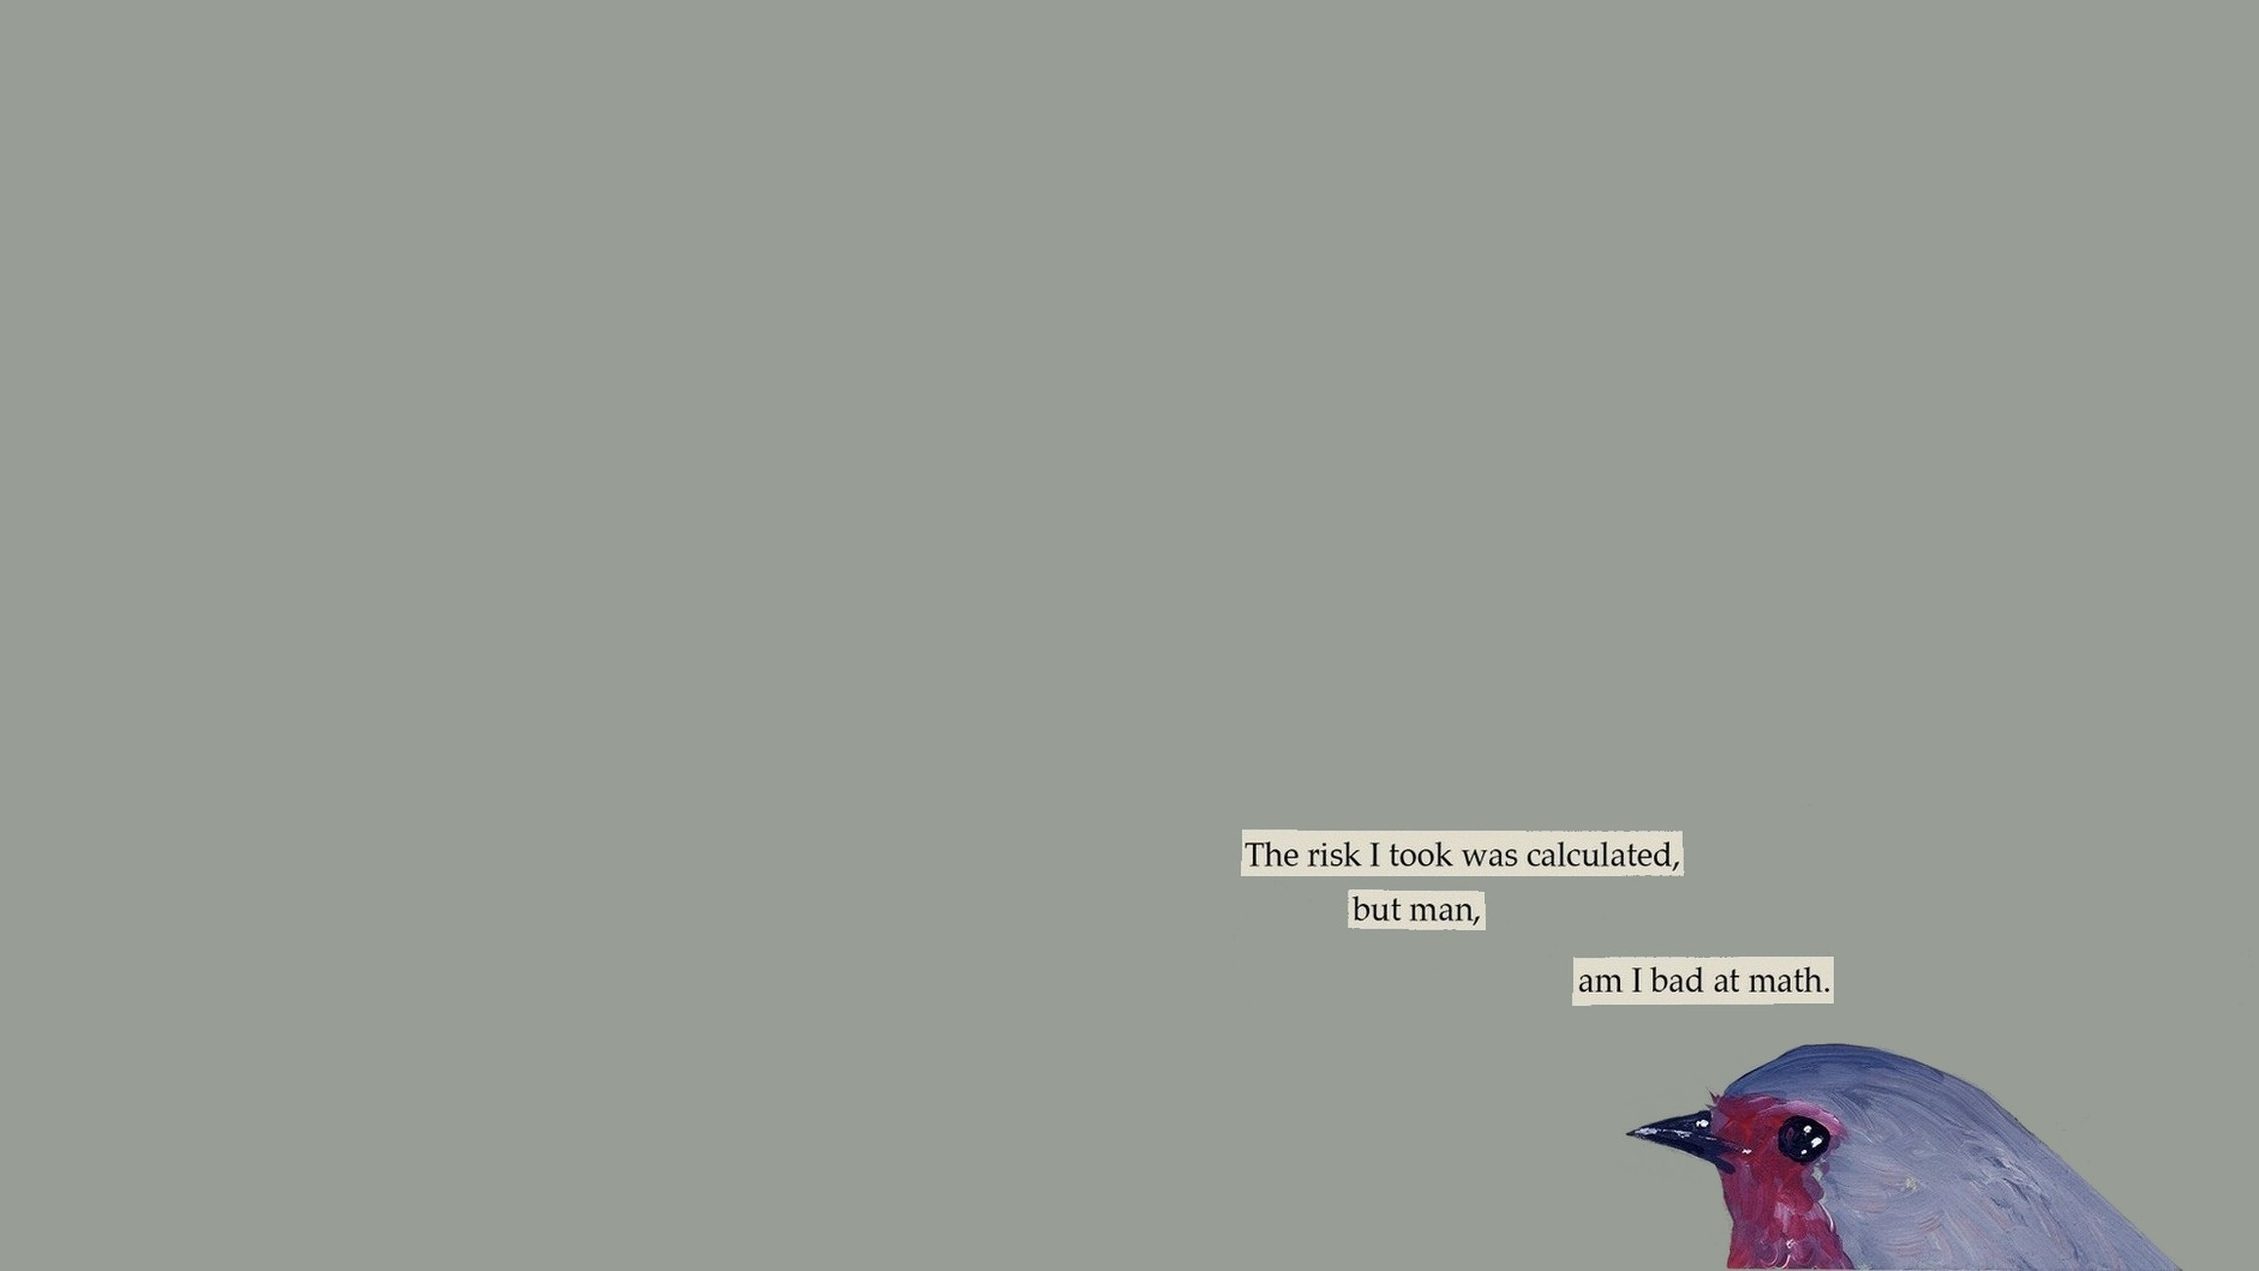 The risk I took was calculated,
but man,
am I bad at math.